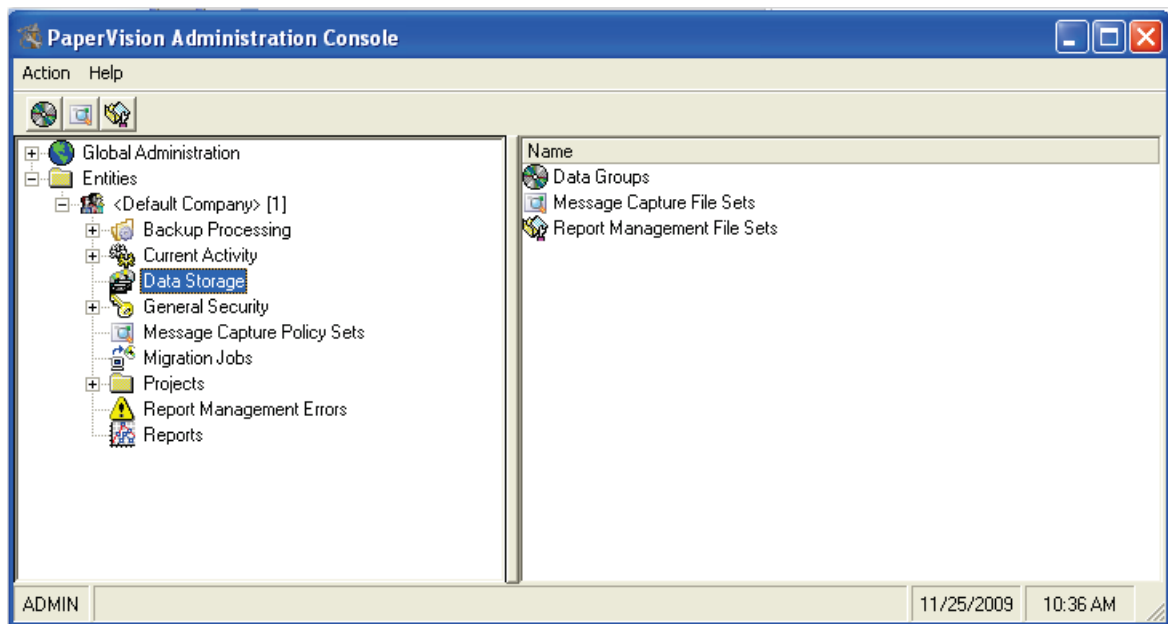 PaperVision Administration Console
Action Help
Global Administration
Entities
<Default Company> [1]
Backup Processing
Current Activity
Data Storage
General Security
Message Capture Policy Sets
Migration Jobs
Projects
Report Management Errors
Reports
Name
Data Groups
Message Capture File Sets
Report Management File Sets
ADMIN 11/25/2009 10:36 AM